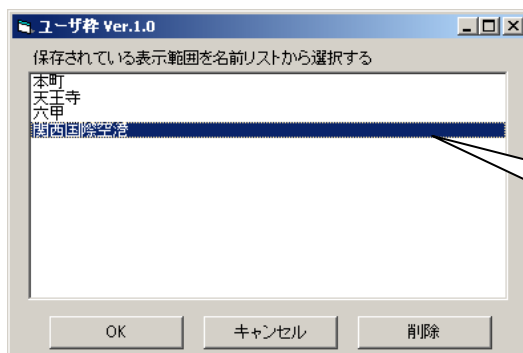 ユーザ枠 Ver.1.0
保存されている表示範囲を名前リストから選択する
本町
天王寺
六甲
関西国際空港
OK キャンセル 削除